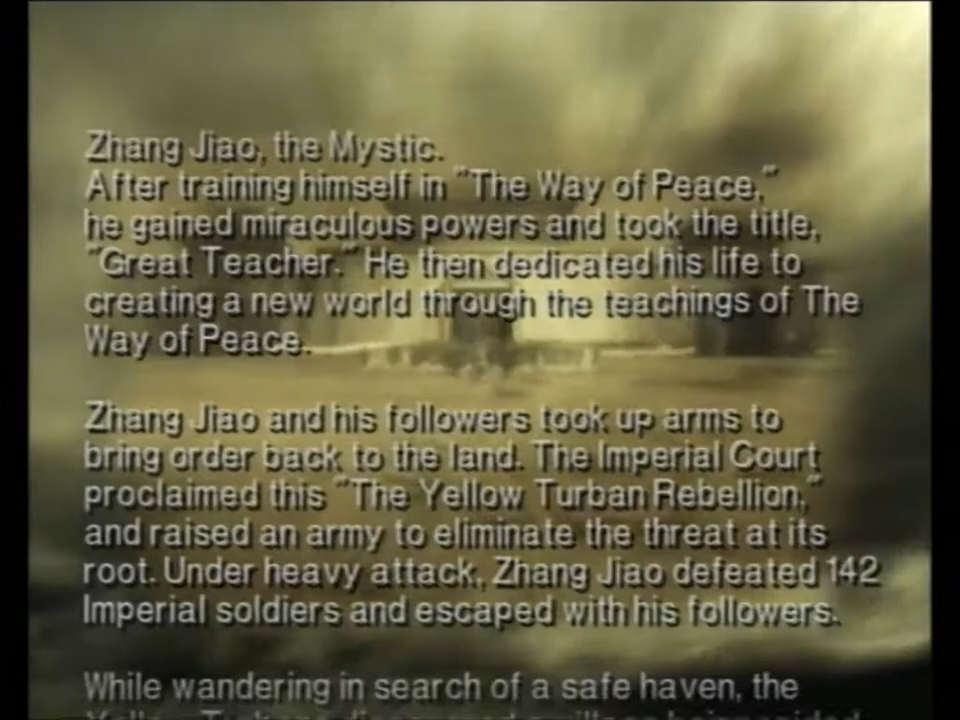 Zhang Jiao, the Mystic.
After training himself in "The Way of Peace,"
he gained miraculous powers and took the title,
"Great Teacher." He then dedicated his life to
creating a new world through the teachings of The
Way of Peace.
Zhang Jiao and his followers took up arms to
bring order back to the land. The Imperial Court
proclaimed this "The Yellow Turban Rebellion,"
and raised an army to eliminate the threat at its
root. Under heavy attack, Zhang Jiao defeated 142
Imperial soldiers and escaped with his followers.
While wandering in search of a safe haven, the